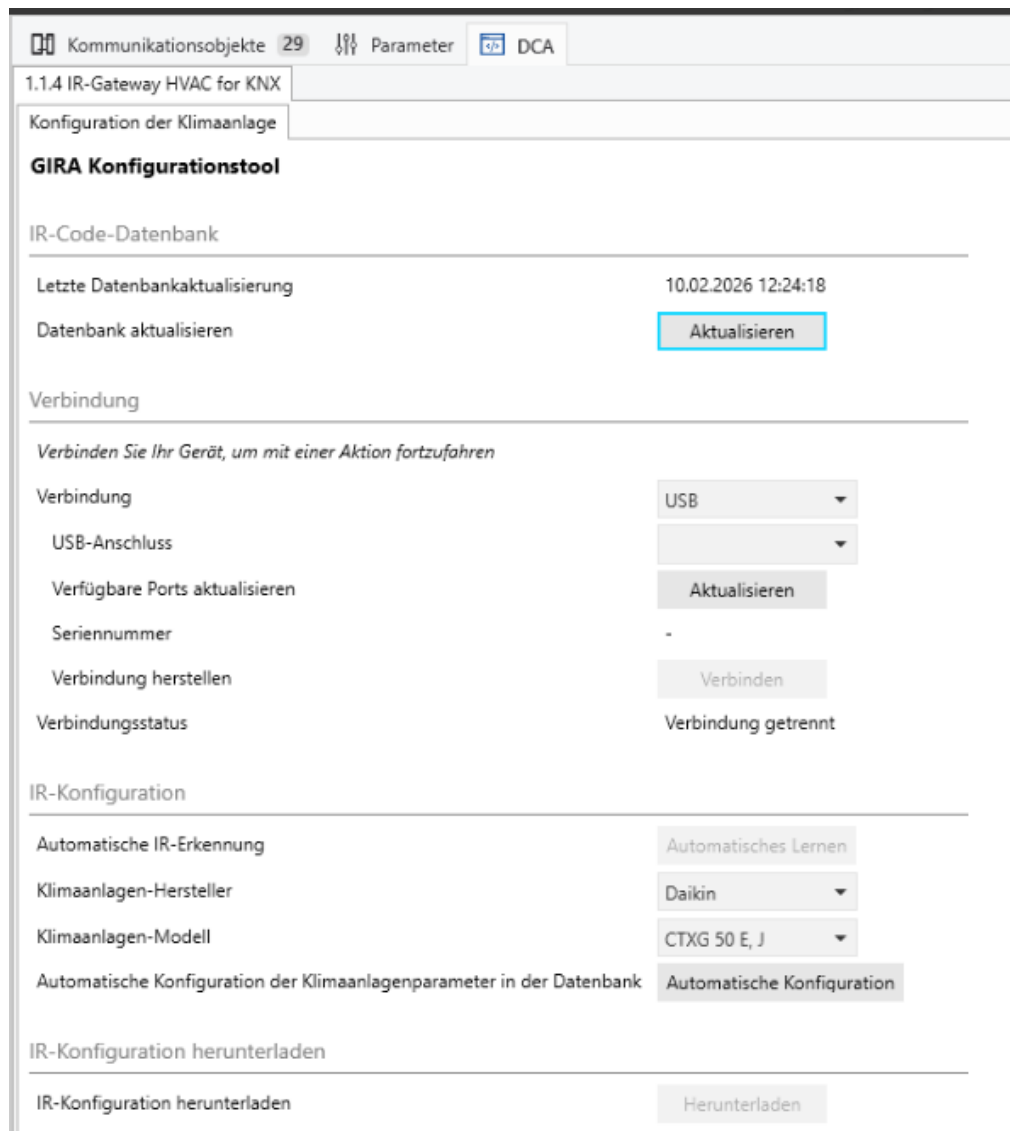 Kommunikationsobjekte 29 Parameter DCA
1.1.4 IR-Gateway HVAC for KNX
Konfiguration der Klimaanlage
GIRA Konfigurationstool
IR-Code-Datenbank
Letzte Datenbankaktualisierung 10.02.2026 12:24:18
Datenbank aktualisieren Aktualisieren
Verbindung
Verbinden Sie Ihr Gerät, um mit einer Aktion fortzufahren
Verbindung USB
USB-Anschluss
Verfügbare Ports aktualisieren Aktualisieren
Seriennummer -
Verbindung herstellen Verbinden
Verbindungsstatus Verbindung getrennt
IR-Konfiguration
Automatische IR-Erkennung Automatisches Lernen
Klimaanlagen-Hersteller Daikin
Klimaanlagen-Modell CTXG 50 E, J
Automatische Konfiguration der Klimaanlagenparameter in der Datenbank Automatische Konfiguration
IR-Konfiguration herunterladen
IR-Konfiguration herunterladen Herunterladen